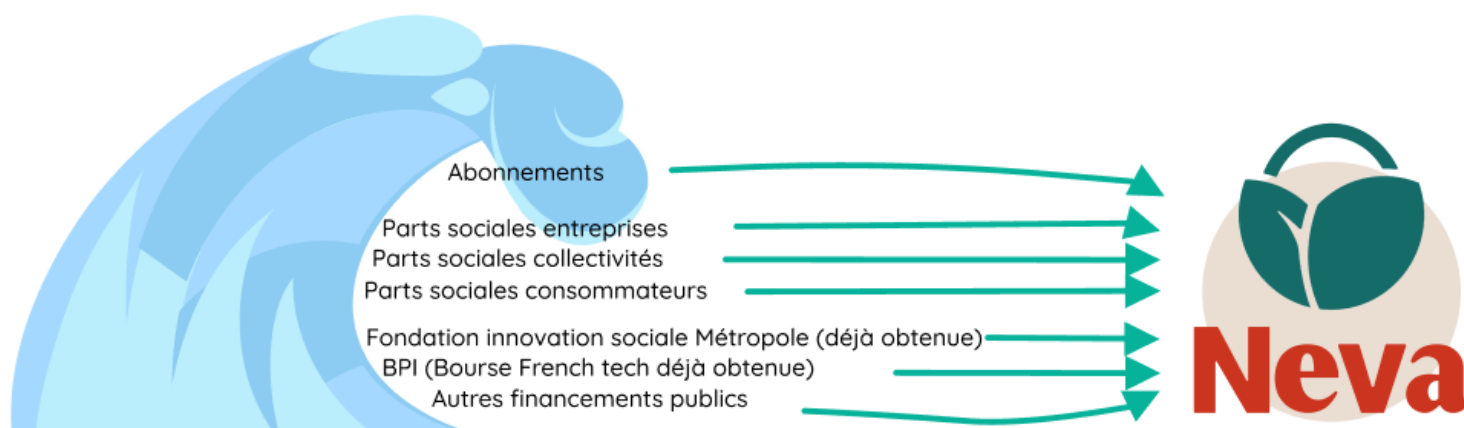 Abonnements
Parts sociales entreprises
Parts sociales collectivités
Parts sociales consommateurs
Fondation innovation sociale Métropole (déjà obtenue)
BPI (Bourse French tech déjà obtenue)
Autres financements publics
Neva